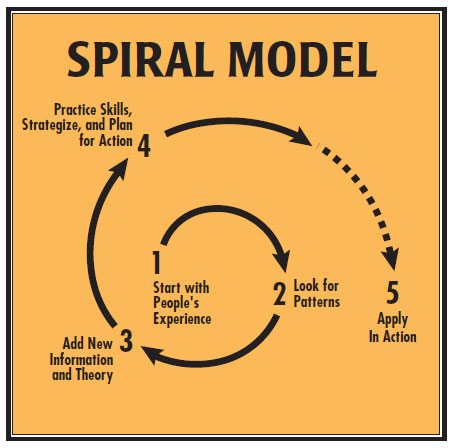 SPIRAL MODEL
1
Start with
People's
Experience
2
Look for
Patterns
3
Add New
Information
and Theory
4
Practice Skills,
Strategize, and Plan
for Action
5
Apply
In Action